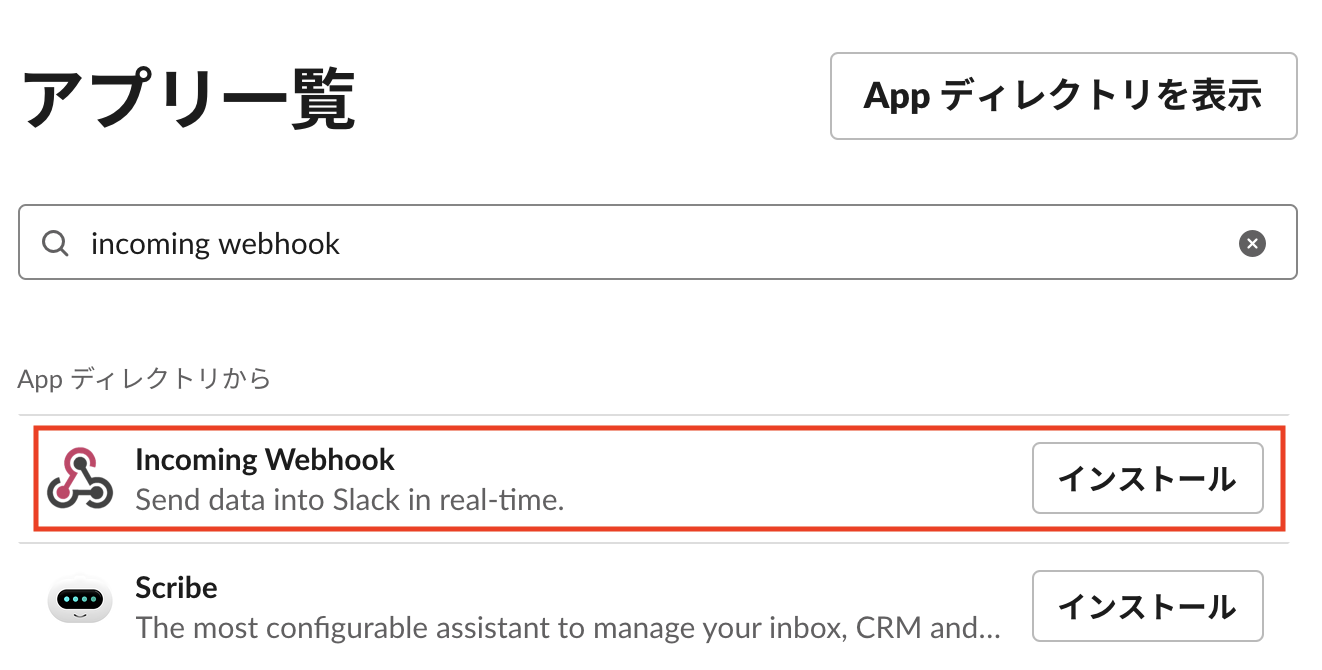 アプリ一覧
App ディレクトリを表示
incoming webhook
App ディレクトリから
Incoming Webhook
Send data into Slack in real-time.
インストール
Scribe
The most configurable assistant to manage your inbox, CRM and...
インストール